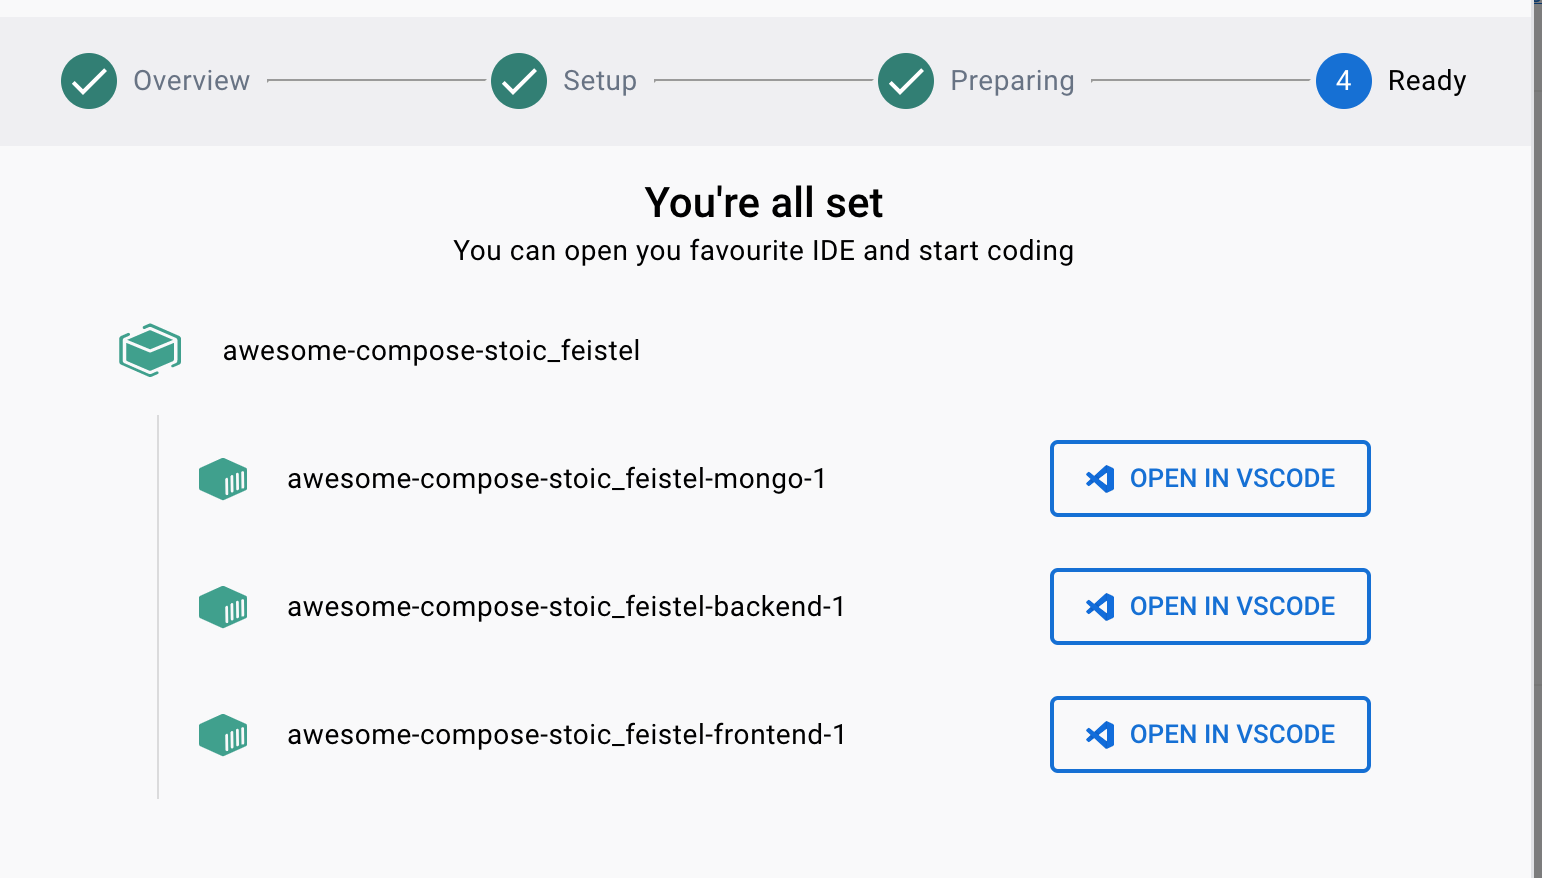 Overview Setup Preparing 4 Ready
You're all set
You can open you favourite IDE and start coding
awesome-compose-stoic_feistel
awesome-compose-stoic_feistel-mongo-1 OPEN IN VSCODE
awesome-compose-stoic_feistel-backend-1 OPEN IN VSCODE
awesome-compose-stoic_feistel-frontend-1 OPEN IN VSCODE